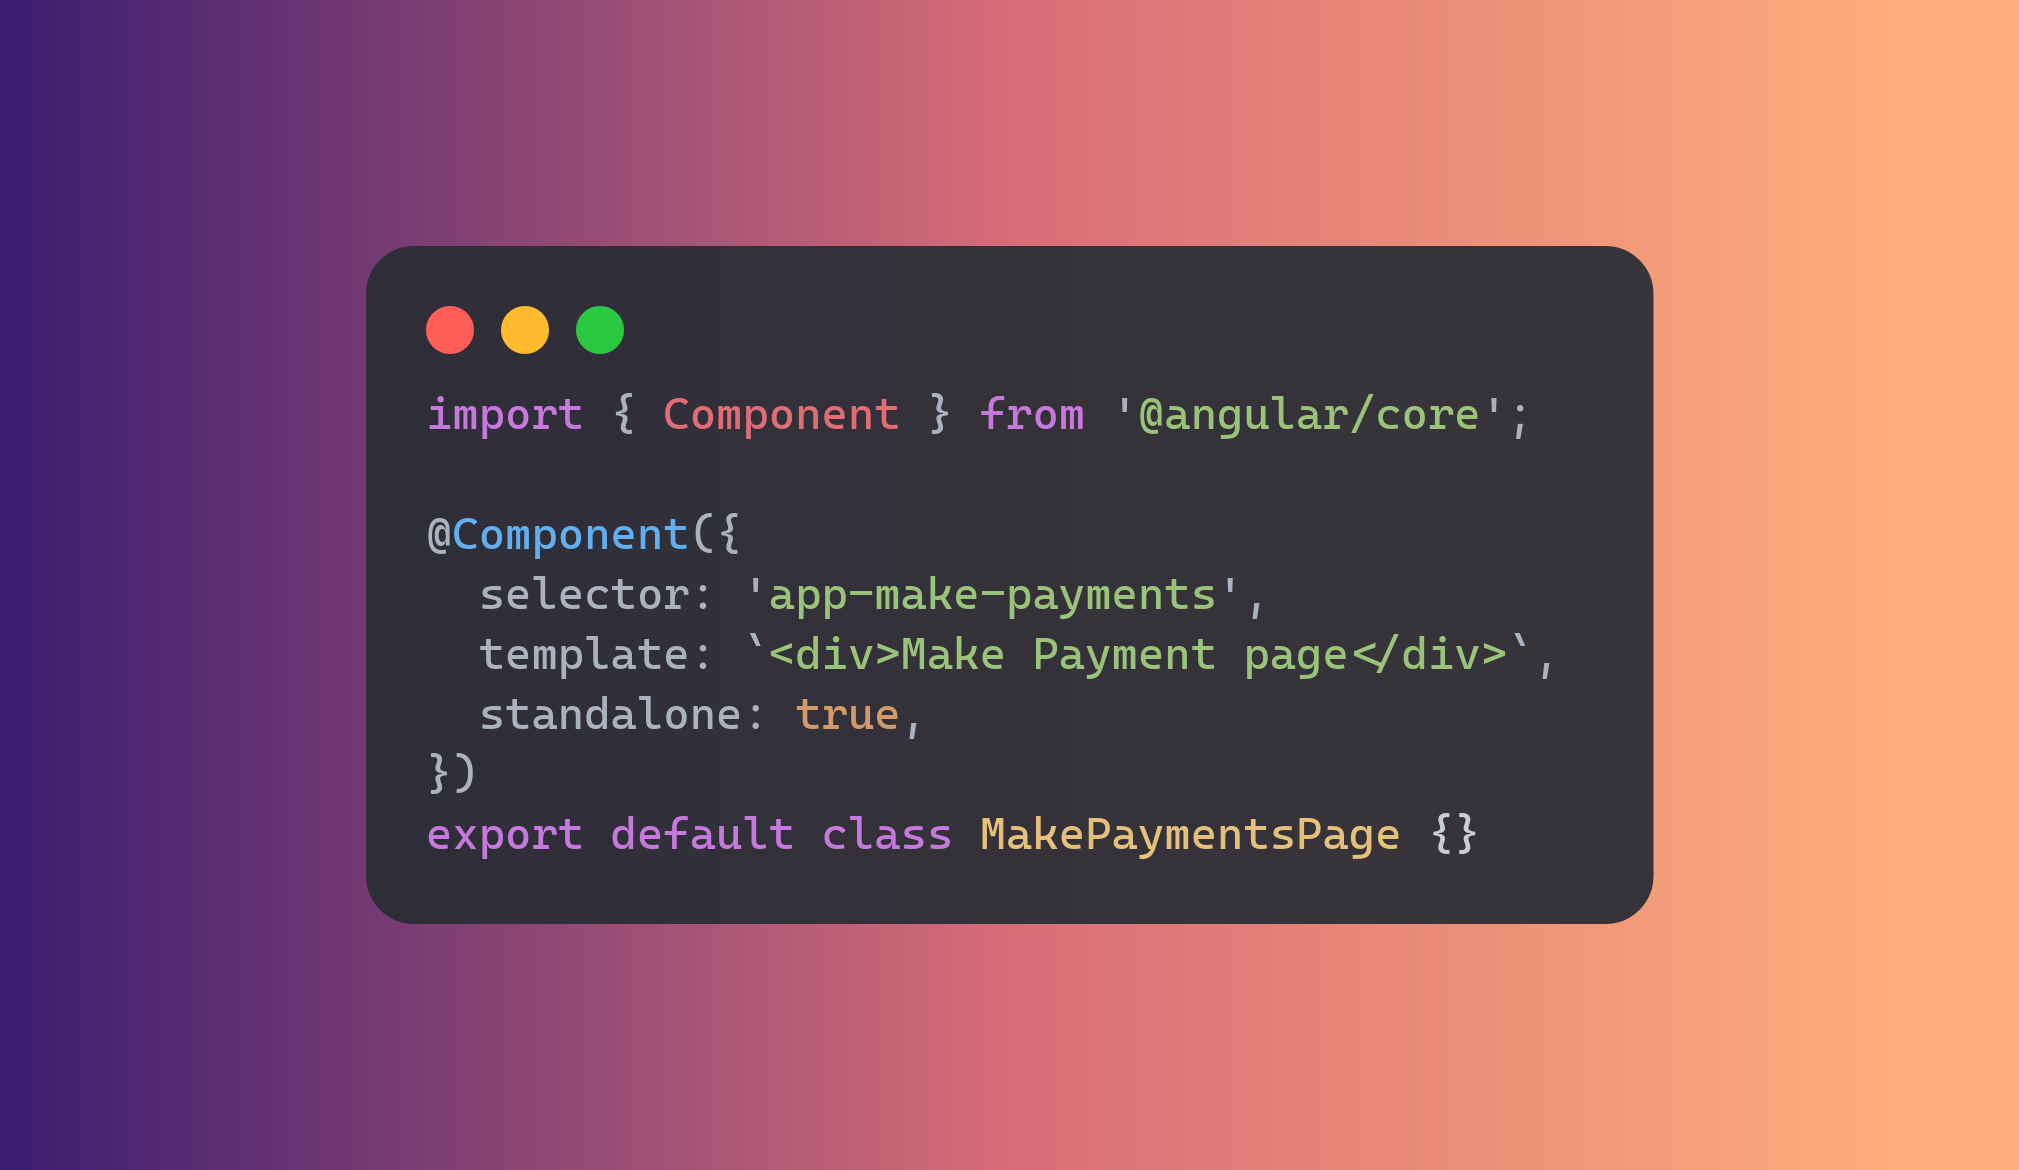 import { Component } from '@angular/core';
@Component({
  selector: 'app-make-payments',
  template: `<div>Make Payment page</div>`,
  standalone: true,
})
export default class MakePaymentsPage {}